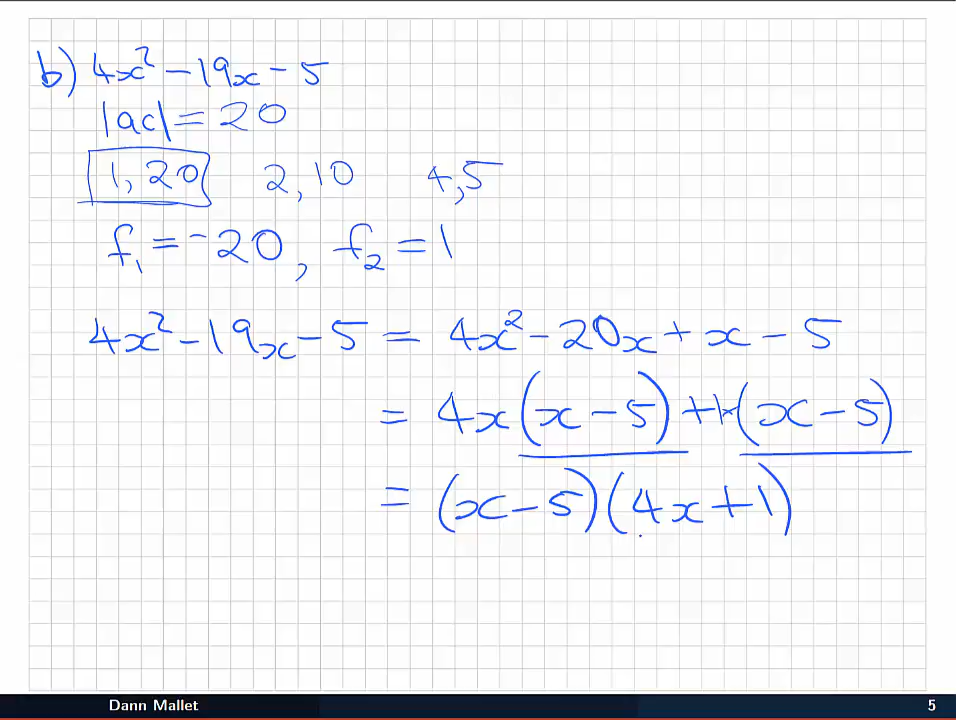 b) 4x² - 19x - 5
|ac| = 20
1, 20 2, 10 4, 5
f₁ = ⁻20, f₂ = 1
4x² - 19x - 5 = 4x² - 20x + x - 5
= 4x(x - 5) + 1×(x - 5)
= (x - 5)(4x + 1)
Dann Mallet 5